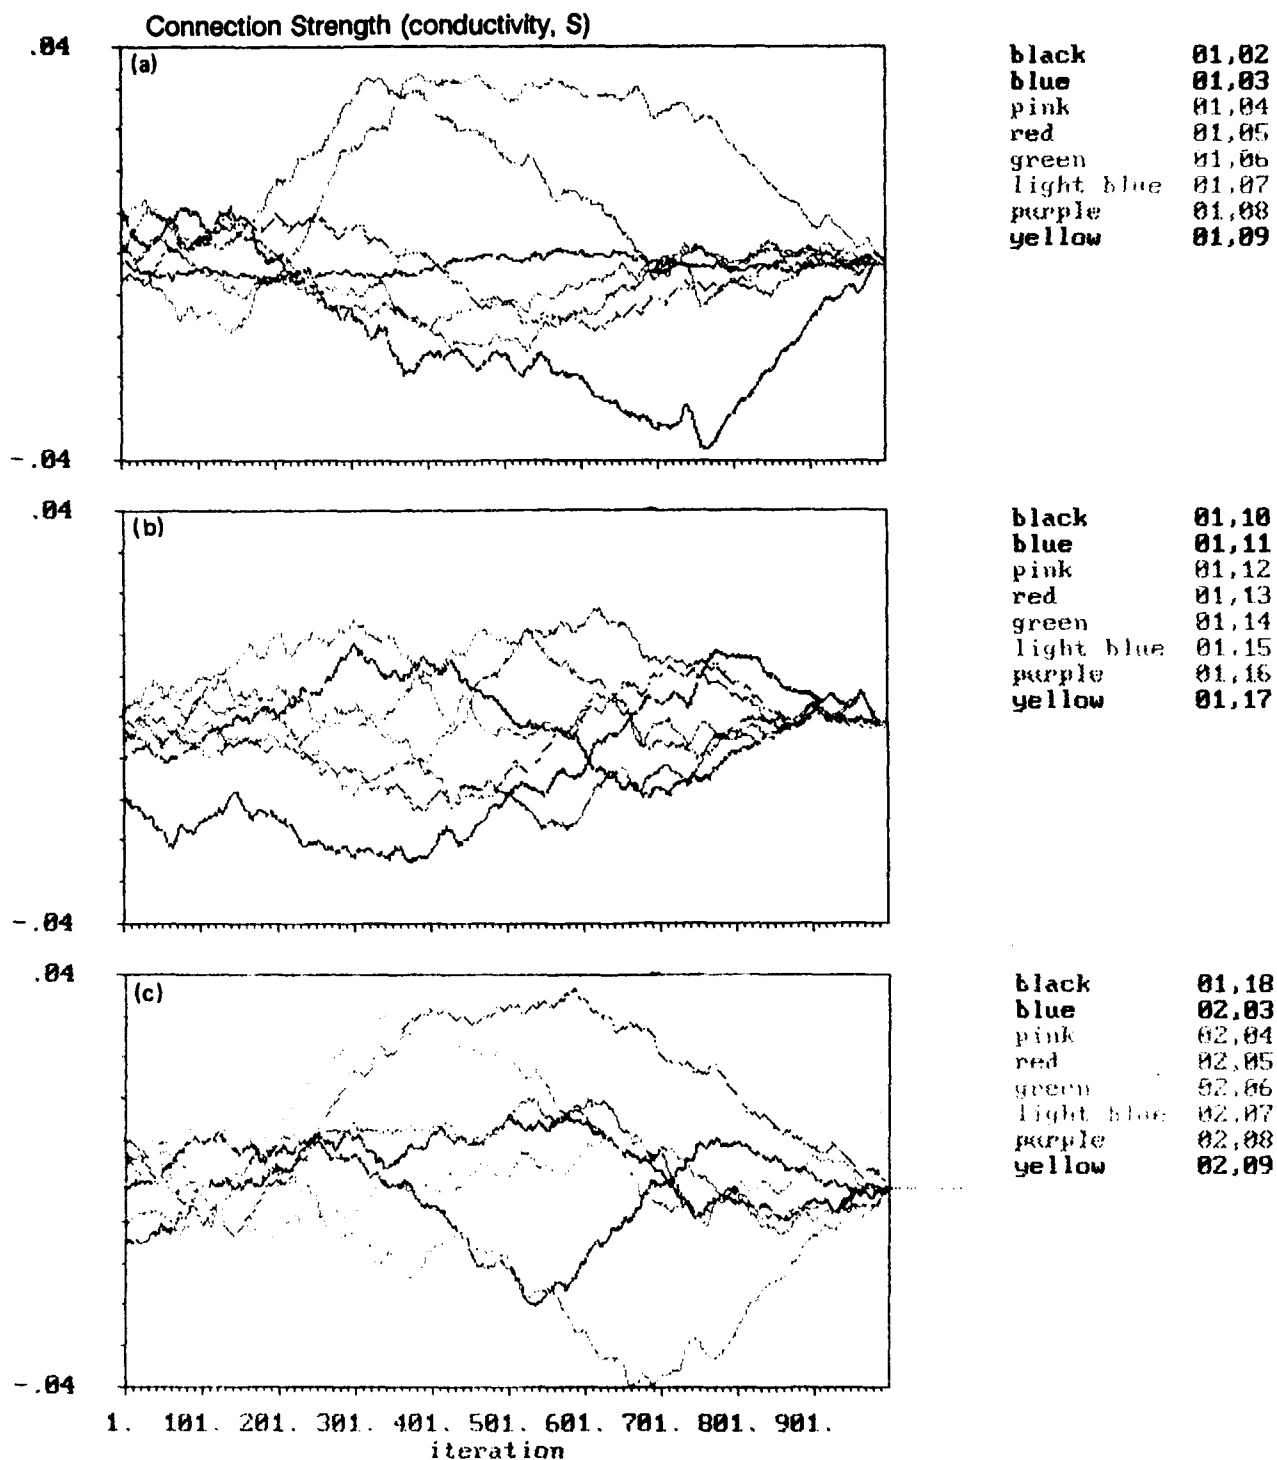 Connection Strength (conductivity, S)
.04
(a)
black 01,02
blue 01,03
pink 01,04
red 01,05
green 01,06
light blue 01,07
purple 01,08
yellow 01,09
-.04
.04
(b)
black 01,10
blue 01,11
pink 01,12
red 01,13
green 01,14
light blue 01.15
purple 01,16
yellow 01,17
-.04
.04
(c)
black 01,18
blue 02,03
pink 02,04
red 02,05
green 02,06
light blue 02,07
purple 02,08
yellow 02,09
-.04
1. 101. 201. 301. 401. 501. 601. 701. 801. 901.
iteration